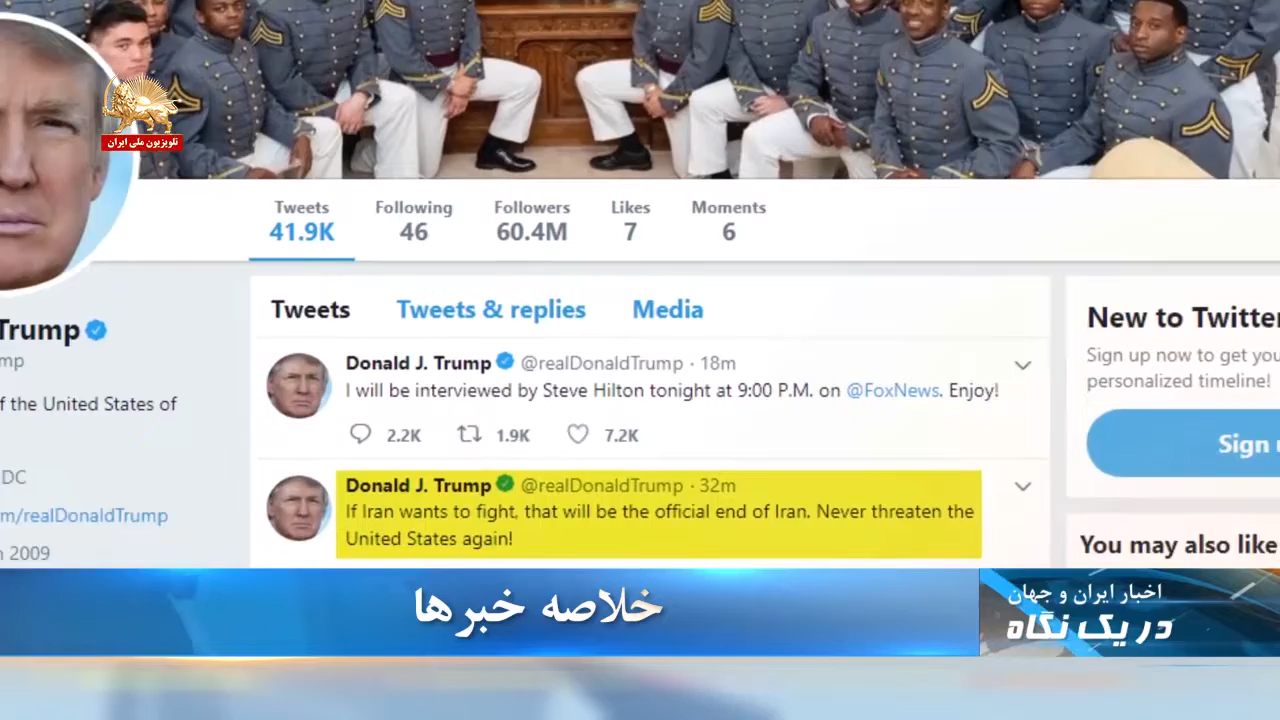 تلویزیون ملی ایران
Tweets
41.9K
Following
46
Followers
60.4M
Likes
7
Moments
6
Trump
mp
f the United States of
DC
m/realDonaldTrump
n 2009
Tweets Tweets & replies Media
Donald J. Trump @realDonaldTrump · 18m
I will be interviewed by Steve Hilton tonight at 9:00 P.M. on @FoxNews. Enjoy!
2.2K 1.9K 7.2K
Donald J. Trump @realDonaldTrump · 32m
If Iran wants to fight, that will be the official end of Iran. Never threaten the
United States again!
New to Twitter
Sign up now to get you
personalized timeline!
Sign u
You may also like
خلاصه خبرها
اخبار ایران و جهان
در یک نگاه